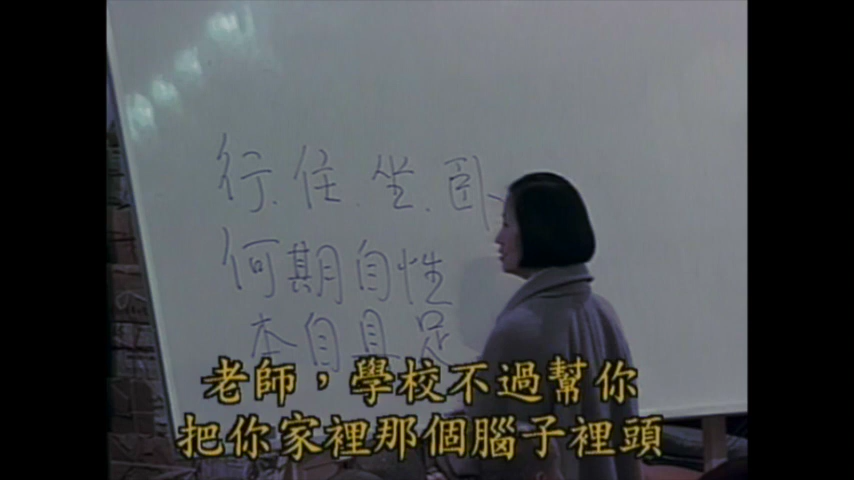 行、住、坐、卧
何期自性
本自具足
老師，學校不過幫你
把你家裡那個腦子裡頭